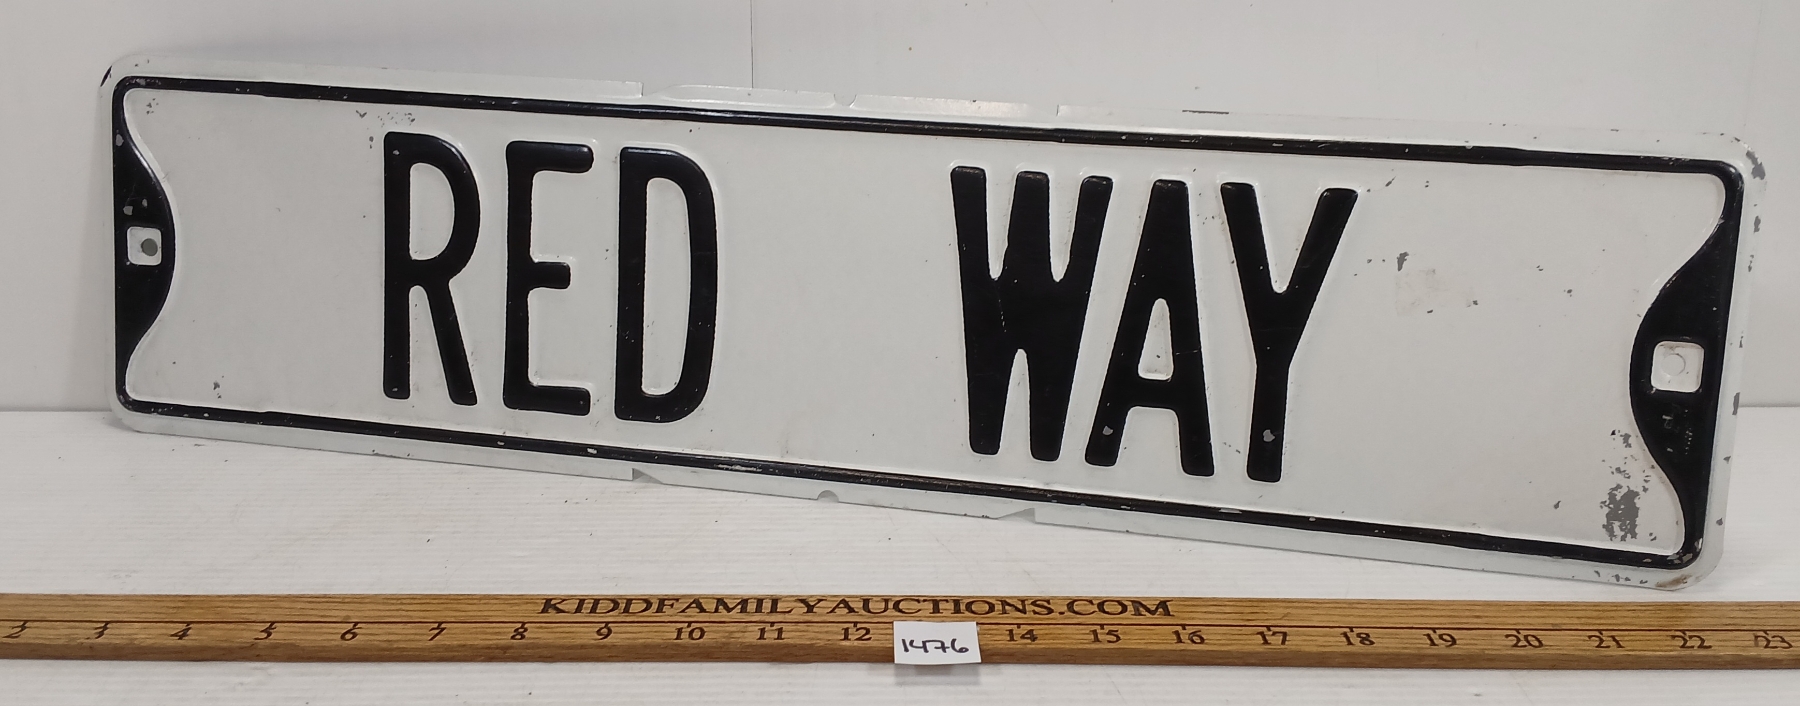 RED WAY
KIDDFAMILYAUCTIONS.COM
2 3 4 5 6 7 8 9 10 11 12 14 15 16 17 18 19 20 21 22 23
1476